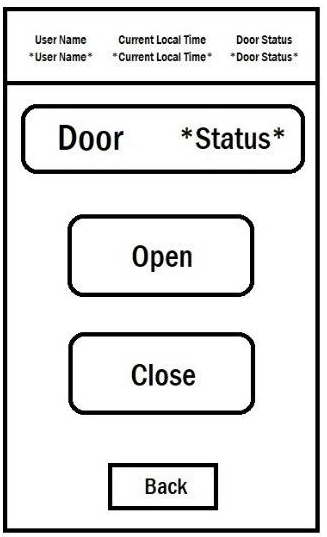 User Name Current Local Time Door Status
*User Name* *Current Local Time* *Door Status*
Door *Status*
Open
Close
Back